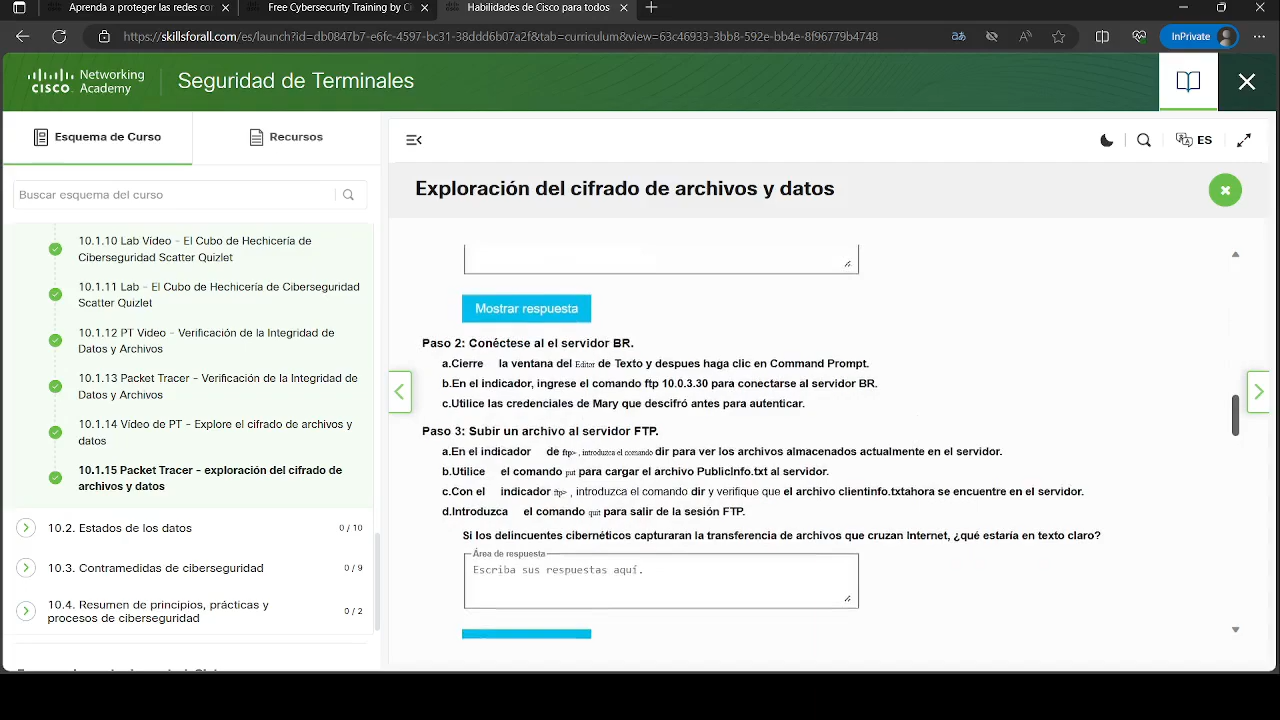 Aprenda a proteger las redes co
Free Cybersecurity Training by C
Habilidades de Cisco para todos
https://skillsforall.com/es/launch?id=db0847b7-e6fc-4597-bc31-38ddd6b07a2f&tab=curriculum&view=63c46933-3bb8-592e-bb4e-8f96779b4748
InPrivate
cisco Networking Academy
Seguridad de Terminales
Esquema de Curso
Recursos
ES
Buscar esquema del curso
10.1.10 Lab Vídeo - El Cubo de Hechicería de
Ciberseguridad Scatter Quizlet
10.1.11 Lab - El Cubo de Hechicería de Ciberseguridad
Scatter Quizlet
10.1.12 PT Video - Verificación de la Integridad de
Datos y Archivos
10.1.13 Packet Tracer - Verificación de la Integridad de
Datos y Archivos
10.1.14 Vídeo de PT - Explore el cifrado de archivos y
datos
10.1.15 Packet Tracer - exploración del cifrado de
archivos y datos
10.2. Estados de los datos 0 / 10
10.3. Contramedidas de ciberseguridad 0 / 9
10.4. Resumen de principios, prácticas y
procesos de ciberseguridad 0 / 2
Exploración del cifrado de archivos y datos
Mostrar respuesta
Paso 2: Conéctese al el servidor BR.
a.Cierre la ventana del Editor de Texto y despues haga clic en Command Prompt.
b.En el indicador, ingrese el comando ftp 10.0.3.30 para conectarse al servidor BR.
c.Utilice las credenciales de Mary que descifró antes para autenticar.
Paso 3: Subir un archivo al servidor FTP.
a.En el indicador de ftp> , introduzca el comando dir para ver los archivos almacenados actualmente en el servidor.
b.Utilice el comando put para cargar el archivo PublicInfo.txt al servidor.
c.Con el indicador ftp> , introduzca el comando dir y verifique que el archivo clientinfo.txtahora se encuentre en el servidor.
d.Introduzca el comando quit para salir de la sesión FTP.
Si los delincuentes cibernéticos capturaran la transferencia de archivos que cruzan Internet, ¿qué estaría en texto claro?
Área de respuesta
Escriba sus respuestas aquí.